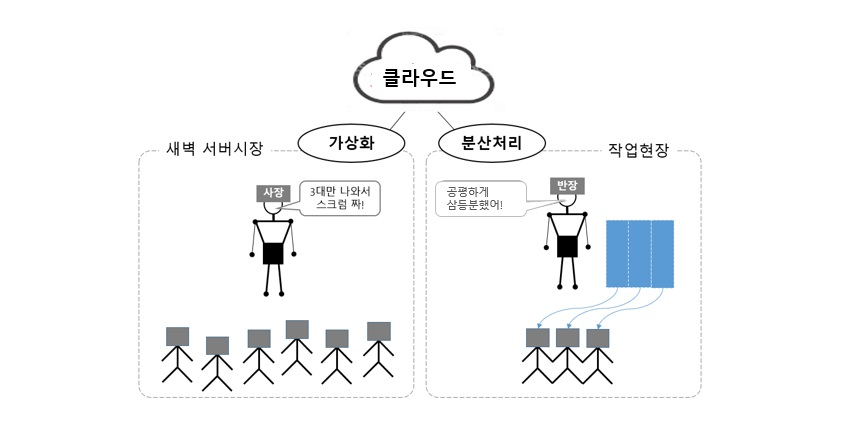 클라우드
가상화
분산처리
새벽 서버시장
작업현장
사장
3대만 나와서
스크럼 짜!
반장
공평하게
삼등분했어!